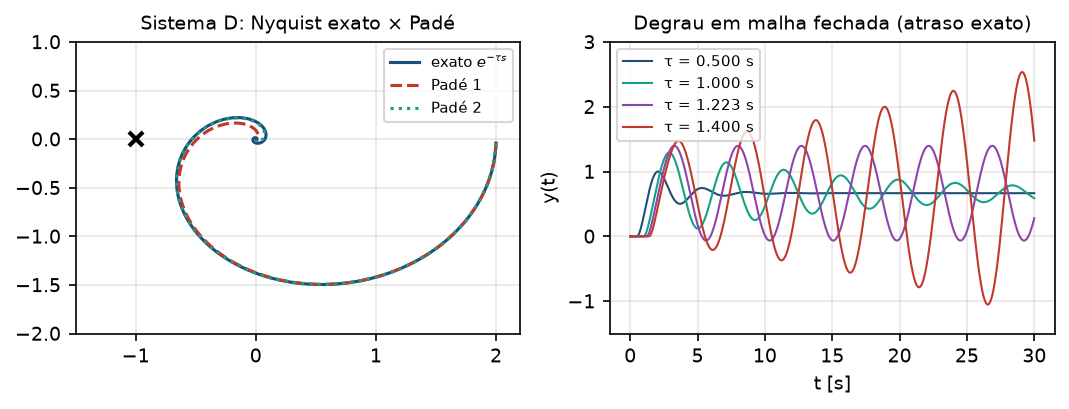 Sistema D: Nyquist exato × Padé
1.0
0.5
0.0
−0.5
−1.0
−1.5
−2.0
−1
0
1
2
exato e^{−τs}
Padé 1
Padé 2
Degrau em malha fechada (atraso exato)
y(t)
3
2
1
0
−1
0
5
10
15
20
25
30
t [s]
τ = 0.500 s
τ = 1.000 s
τ = 1.223 s
τ = 1.400 s